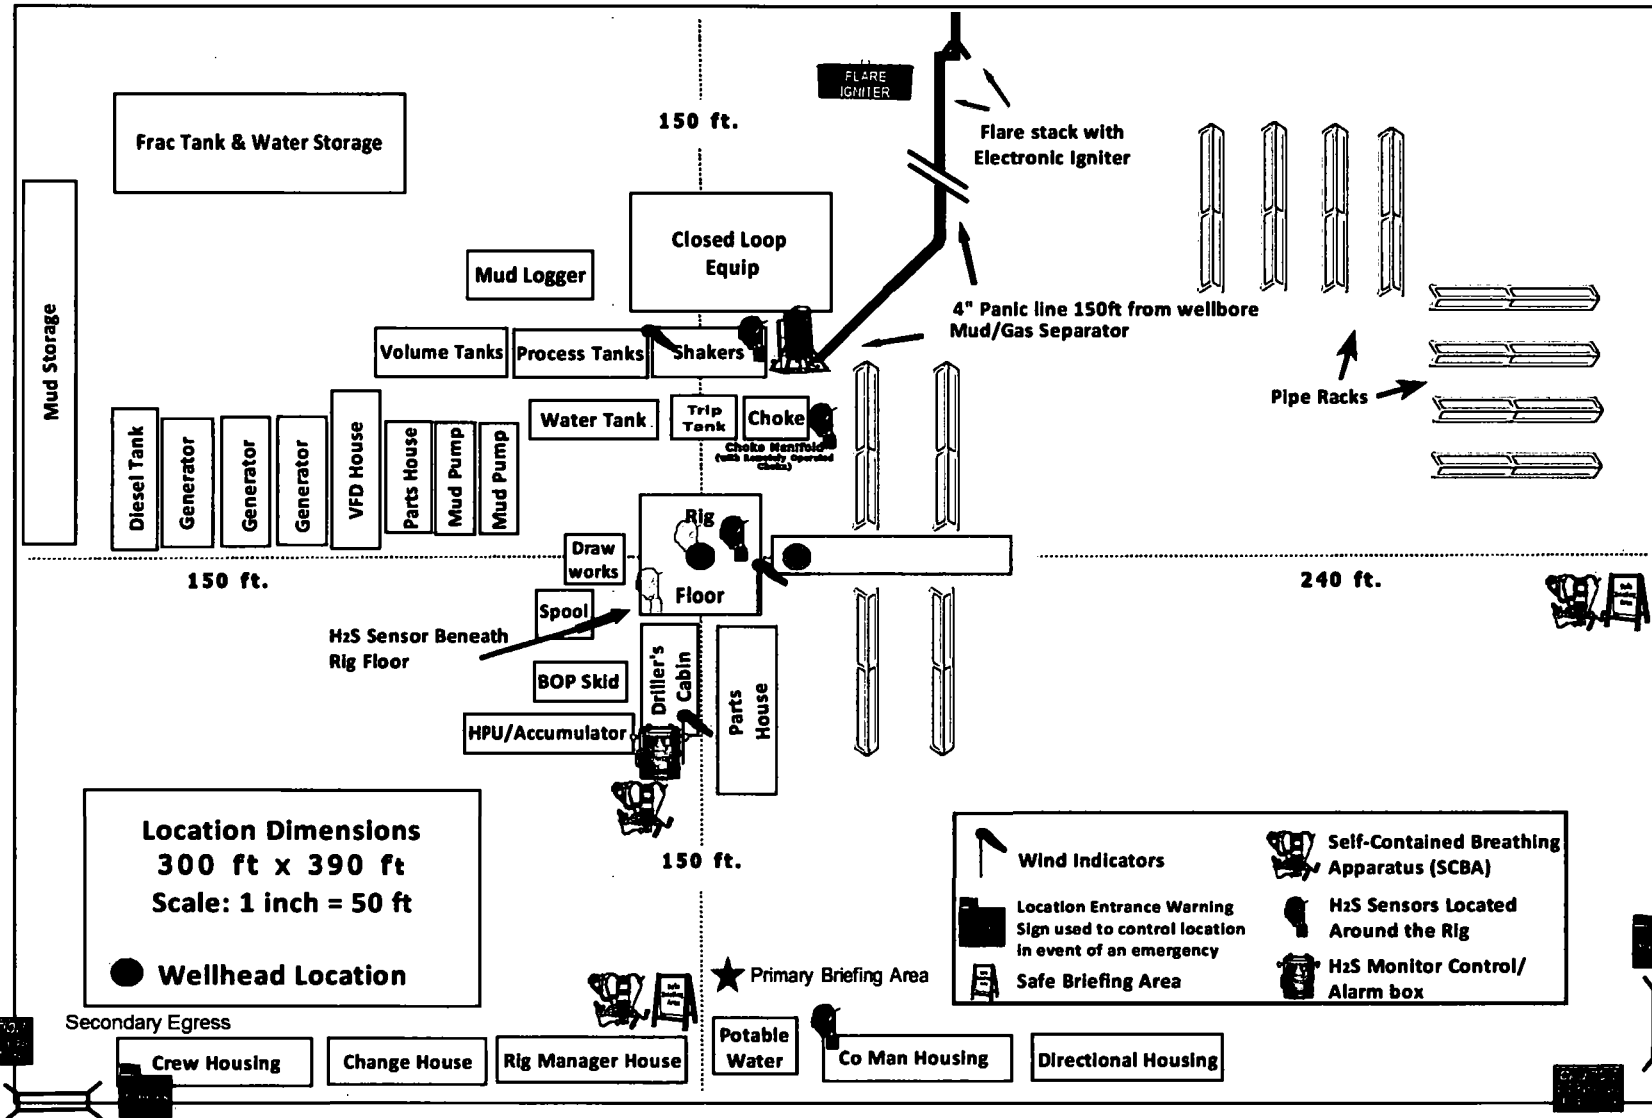 FLARE
IGNITER
150 ft.
Flare stack with
Electronic Igniter
Frac Tank & Water Storage
Closed Loop
Equip
Mud Logger
4" Panic line 150ft from wellbore
Mud/Gas Separator
Mud Storage
Volume Tanks
Process Tanks
Shakers
Pipe Racks
Water Tank
Trip
Tank
Choke
Choke Manifold
(with Remotely Operated
Choke)
Diesel Tank
Generator
Generator
Generator
VFD House
Parts House
Mud Pump
Mud Pump
Rig
Floor
Draw
works
150 ft.
240 ft.
Spool
H2S Sensor Beneath
Rig Floor
BOP Skid
Driller's
Cabin
Parts
House
HPU/Accumulator
Location Dimensions
300 ft x 390 ft
Scale: 1 inch = 50 ft
Wellhead Location
150 ft.
Wind Indicators
Location Entrance Warning
Sign used to control location
in event of an emergency
Safe Briefing Area
Self-Contained Breathing
Apparatus (SCBA)
H2S Sensors Located
Around the Rig
H2S Monitor Control/
Alarm box
Primary Briefing Area
Secondary Egress
Crew Housing
Change House
Rig Manager House
Potable
Water
Co Man Housing
Directional Housing